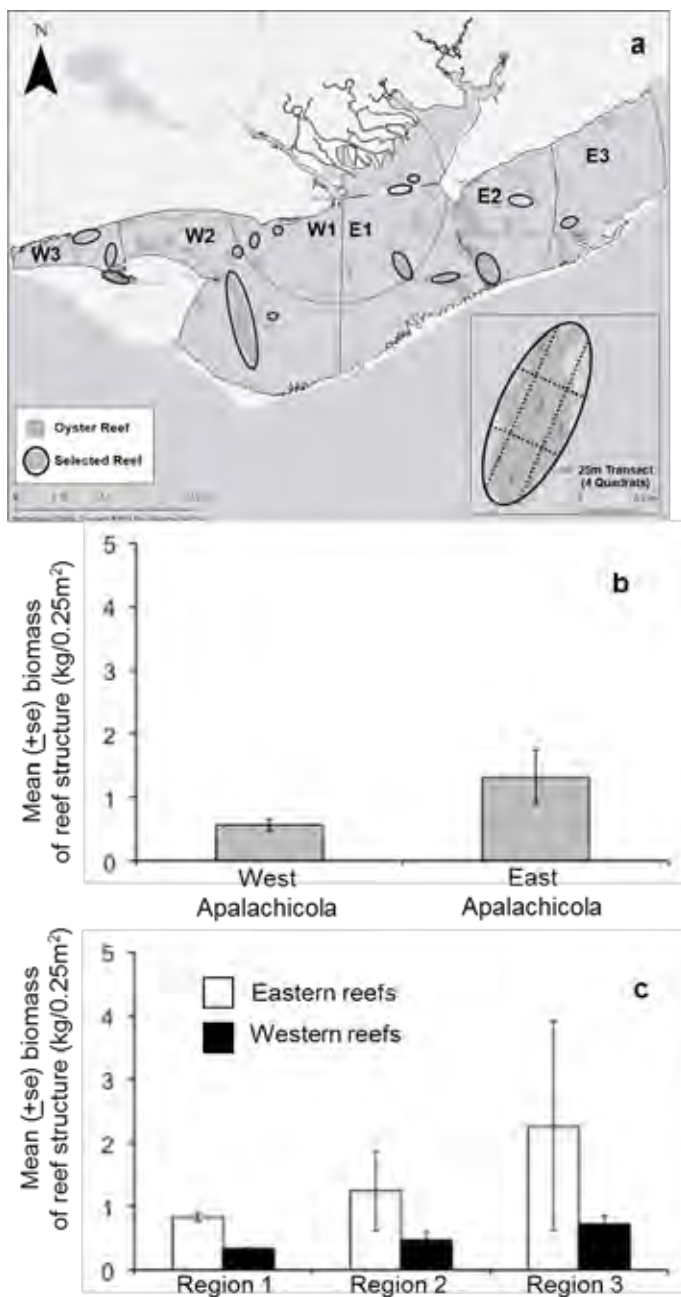 N
a
E3
E2
W3
W2
W1
E1
Oyster Reef
Selected Reef
25m Transect
(4 Quadrats)
b
Mean (+se) biomass
of reef structure (kg/0.25m²)
5
4
3
2
1
0
West
Apalachicola
East
Apalachicola
c
Mean (+se) biomass
of reef structure (kg/0.25m²)
5
4
3
2
1
0
Eastern reefs
Western reefs
Region 1
Region 2
Region 3